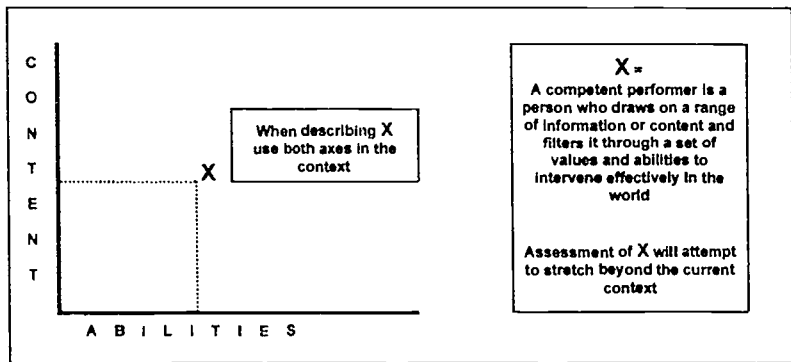 C
O
N
T
E
N
T
X
When describing X
use both axes in the
context
A B I L I T I E S
X =
A competent performer is a
person who draws on a range
of information or content and
filters it through a set of
values and abilities to
intervene effectively in the
world
Assessment of X will attempt
to stretch beyond the current
context